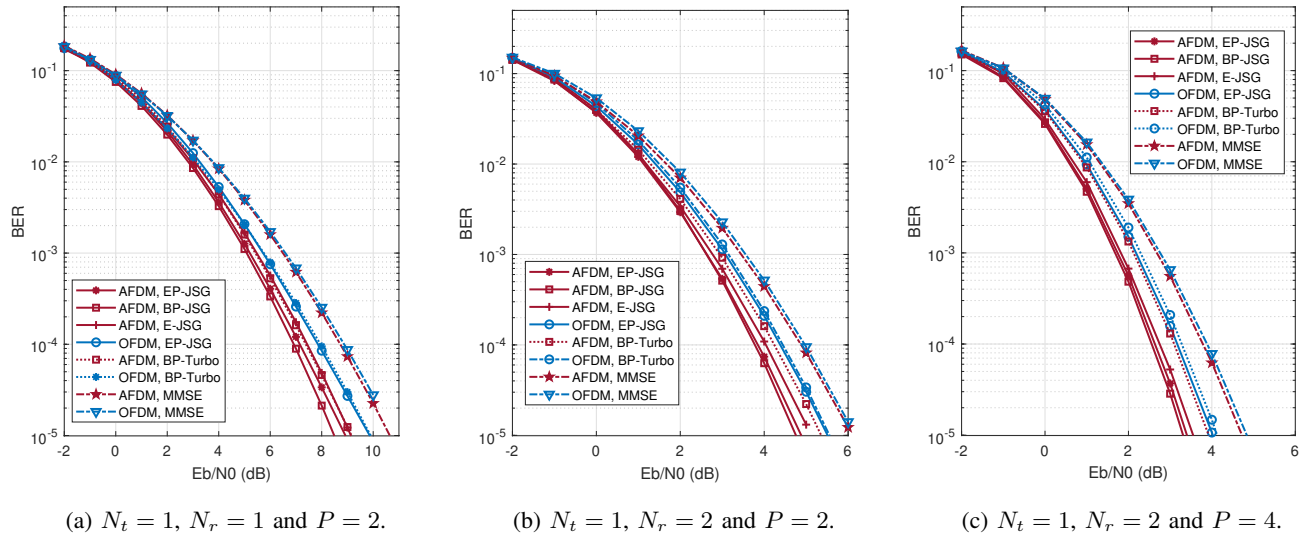 10^-1
10^-2
10^-3
10^-4
10^-5
BER
-2 0 2 4 6 8 10
Eb/N0 (dB)
AFDM, EP-JSG
AFDM, BP-JSG
AFDM, E-JSG
OFDM, EP-JSG
AFDM, BP-Turbo
OFDM, BP-Turbo
AFDM, MMSE
OFDM, MMSE
(a) N_t = 1, N_r = 1 and P = 2.
10^-1
10^-2
10^-3
10^-4
10^-5
BER
-2 0 2 4 6
Eb/N0 (dB)
AFDM, EP-JSG
AFDM, BP-JSG
AFDM, E-JSG
OFDM, EP-JSG
AFDM, BP-Turbo
OFDM, BP-Turbo
AFDM, MMSE
OFDM, MMSE
(b) N_t = 1, N_r = 2 and P = 2.
10^-1
10^-2
10^-3
10^-4
10^-5
BER
-2 0 2 4 6
Eb/N0 (dB)
AFDM, EP-JSG
AFDM, BP-JSG
AFDM, E-JSG
OFDM, EP-JSG
AFDM, BP-Turbo
OFDM, BP-Turbo
AFDM, MMSE
OFDM, MMSE
(c) N_t = 1, N_r = 2 and P = 4.